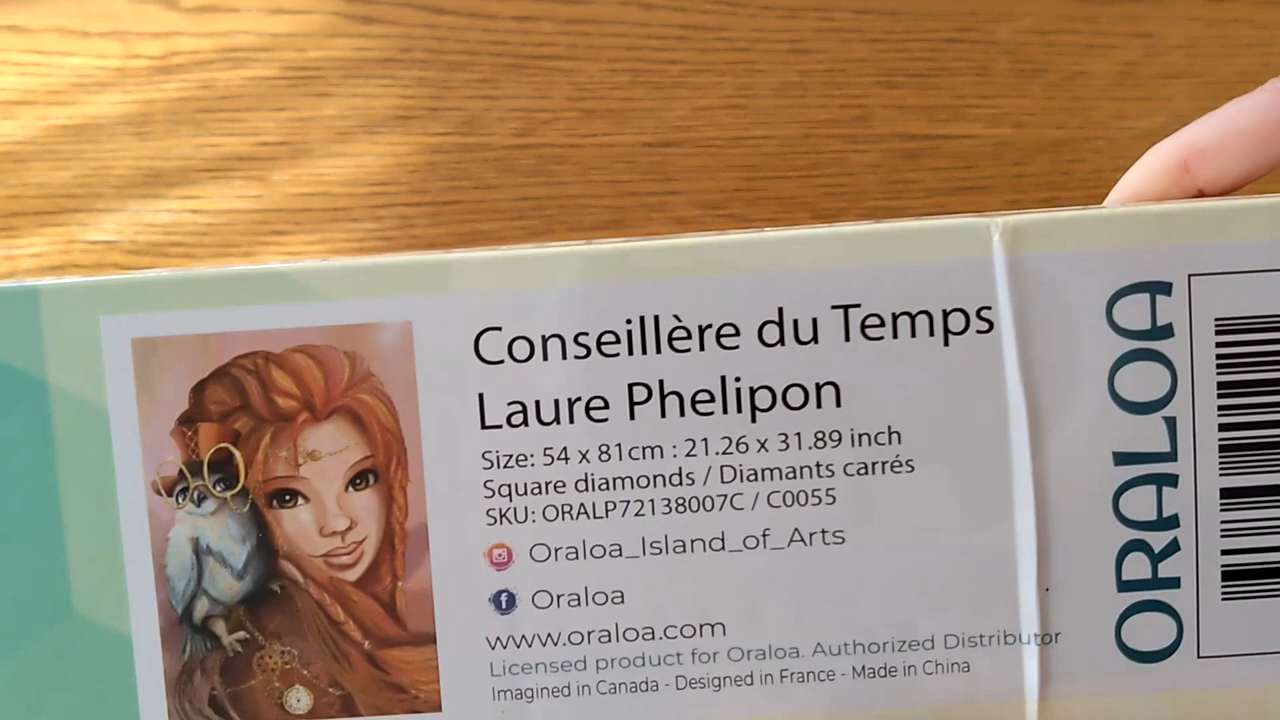 Conseillère du Temps
Laure Phelipon
Size: 54 x 81cm : 21.26 x 31.89 inch
Square diamonds / Diamants carrés
SKU: ORALP72138007C / C0055
Oraloa_Island_of_Arts
Oraloa
www.oraloa.com
Licensed product for Oraloa. Authorized Distributor
Imagined in Canada - Designed in France - Made in China
ORALOA